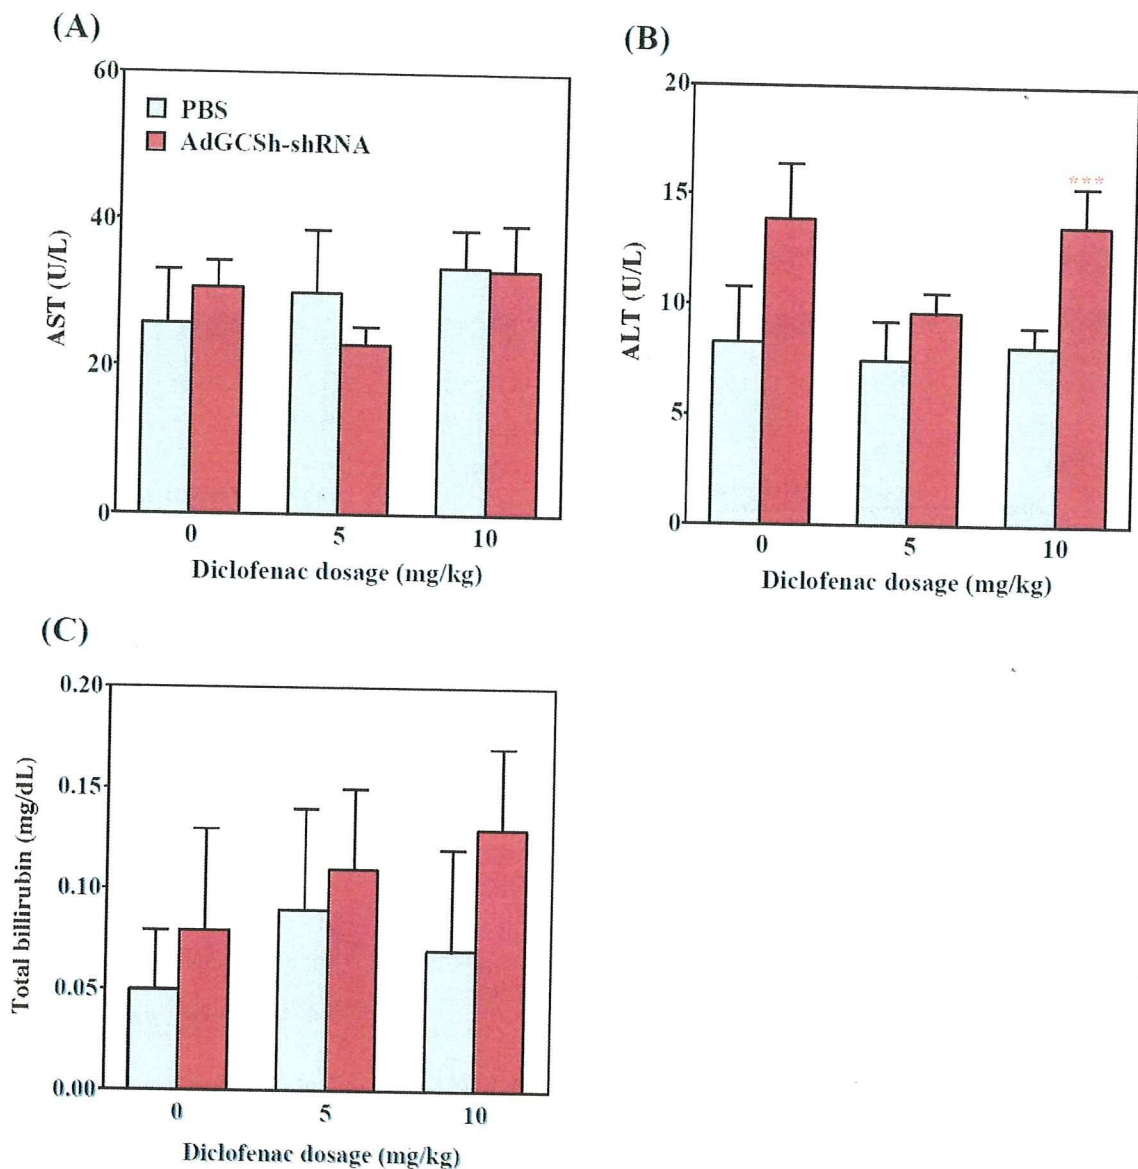 (A)
60
40
20
0
AST (U/L)
PBS
AdGCSh-shRNA
0 5 10
Diclofenac dosage (mg/kg)
(B)
20
15
10
5
0
ALT (U/L)
***
0 5 10
Diclofenac dosage (mg/kg)
(C)
0.20
0.15
0.10
0.05
0.00
Total billirubin (mg/dL)
0 5 10
Diclofenac dosage (mg/kg)